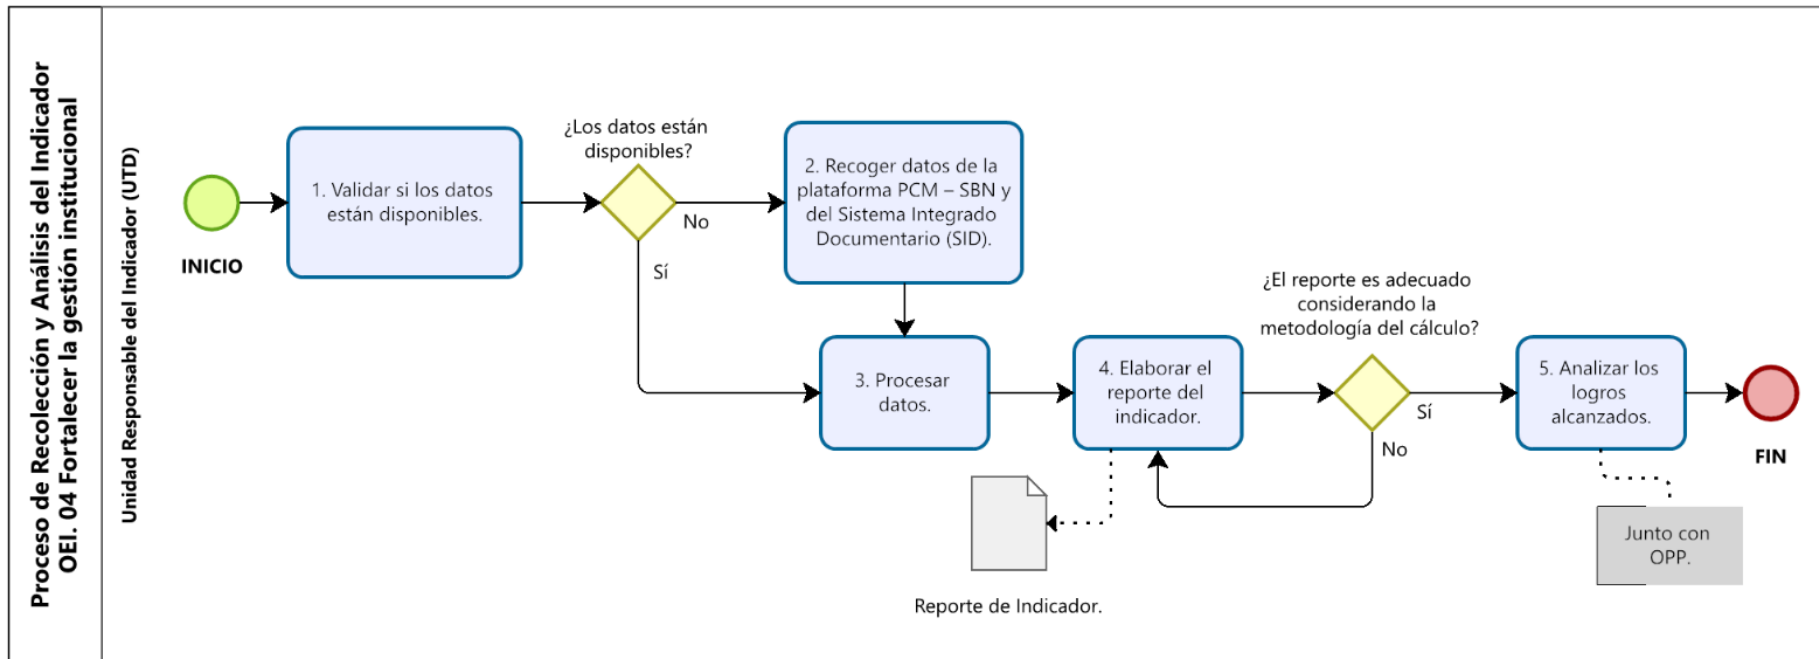 Proceso de Recolección y Análisis del Indicador
OEI. 04 Fortalecer la gestión institucional
Unidad Responsable del Indicador (UTD)
INICIO
1. Validar si los datos
están disponibles.
¿Los datos están
disponibles?
No
Sí
2. Recoger datos de la
plataforma PCM – SBN y
del Sistema Integrado
Documentario (SID).
3. Procesar
datos.
4. Elaborar el
reporte del
indicador.
Reporte de Indicador.
¿El reporte es adecuado
considerando la
metodología del cálculo?
Sí
No
5. Analizar los
logros
alcanzados.
Junto con
OPP.
FIN